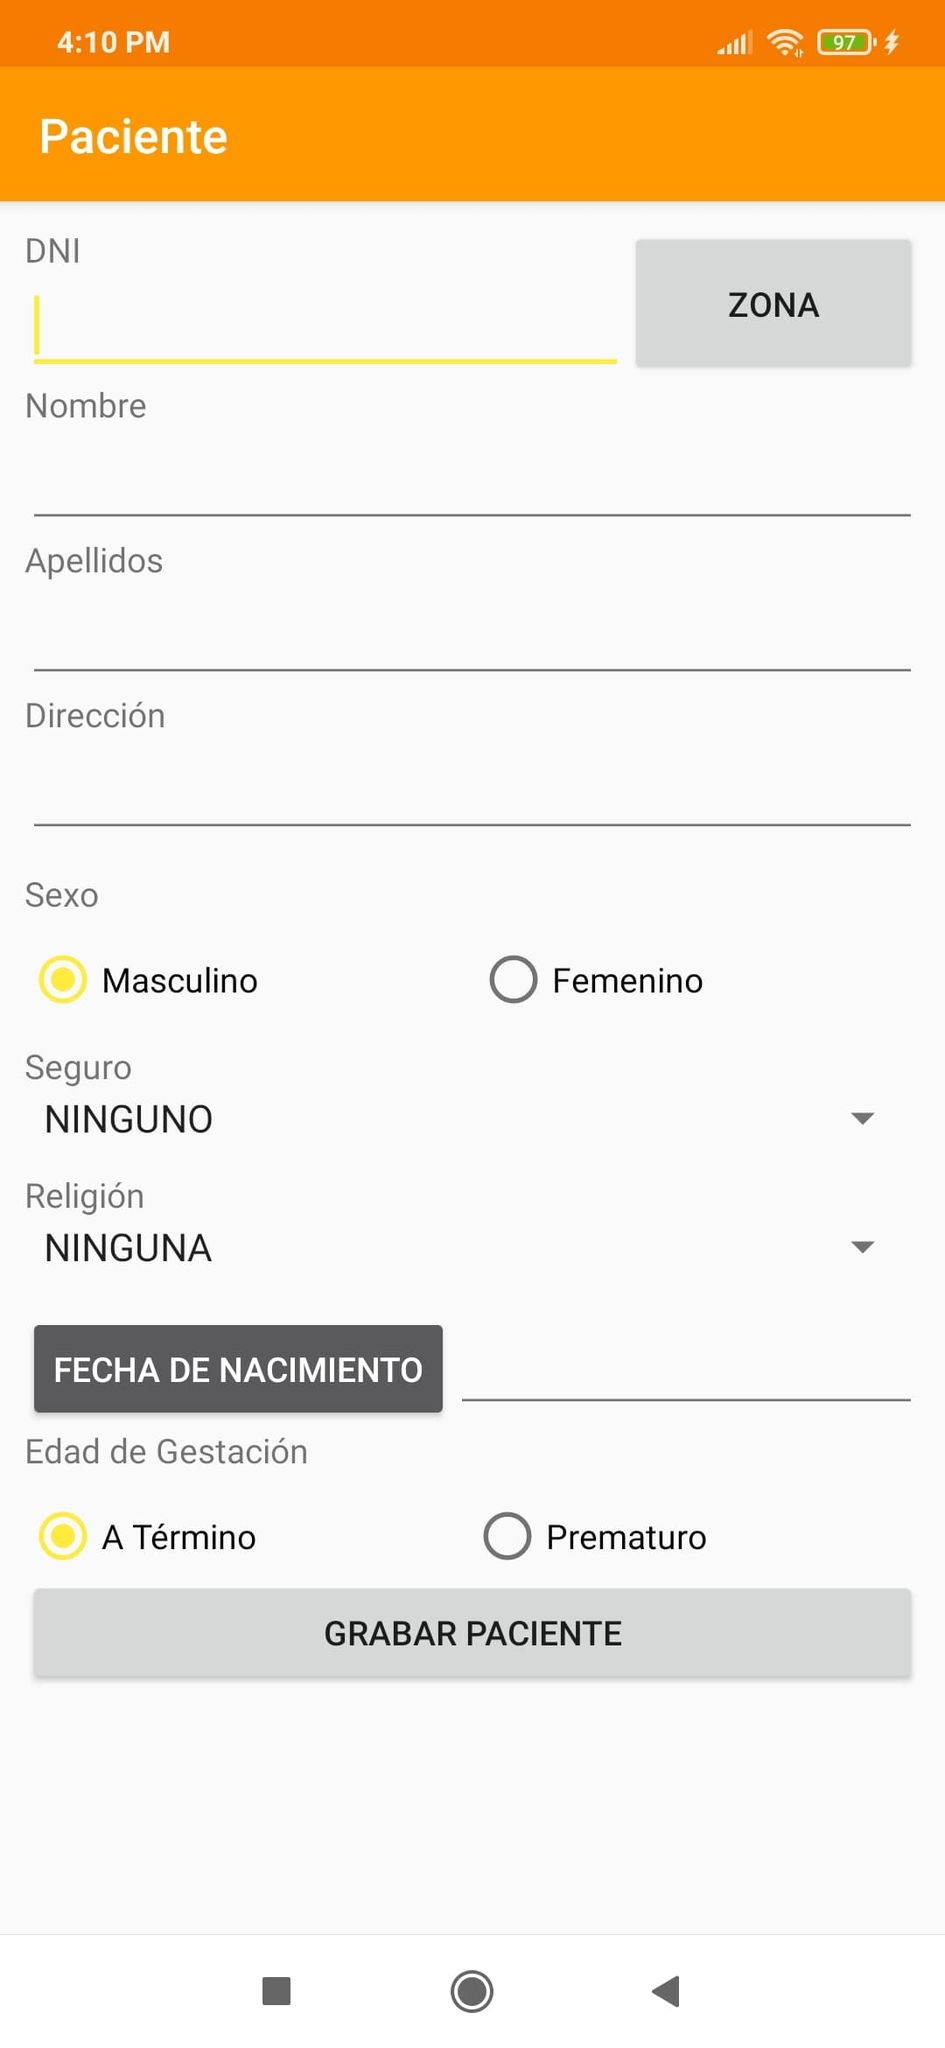 4:10 PM
97
Paciente
DNI
ZONA
Nombre
Apellidos
Dirección
Sexo
Masculino Femenino
Seguro
NINGUNO
Religión
NINGUNA
FECHA DE NACIMIENTO
Edad de Gestación
A Término Prematuro
GRABAR PACIENTE